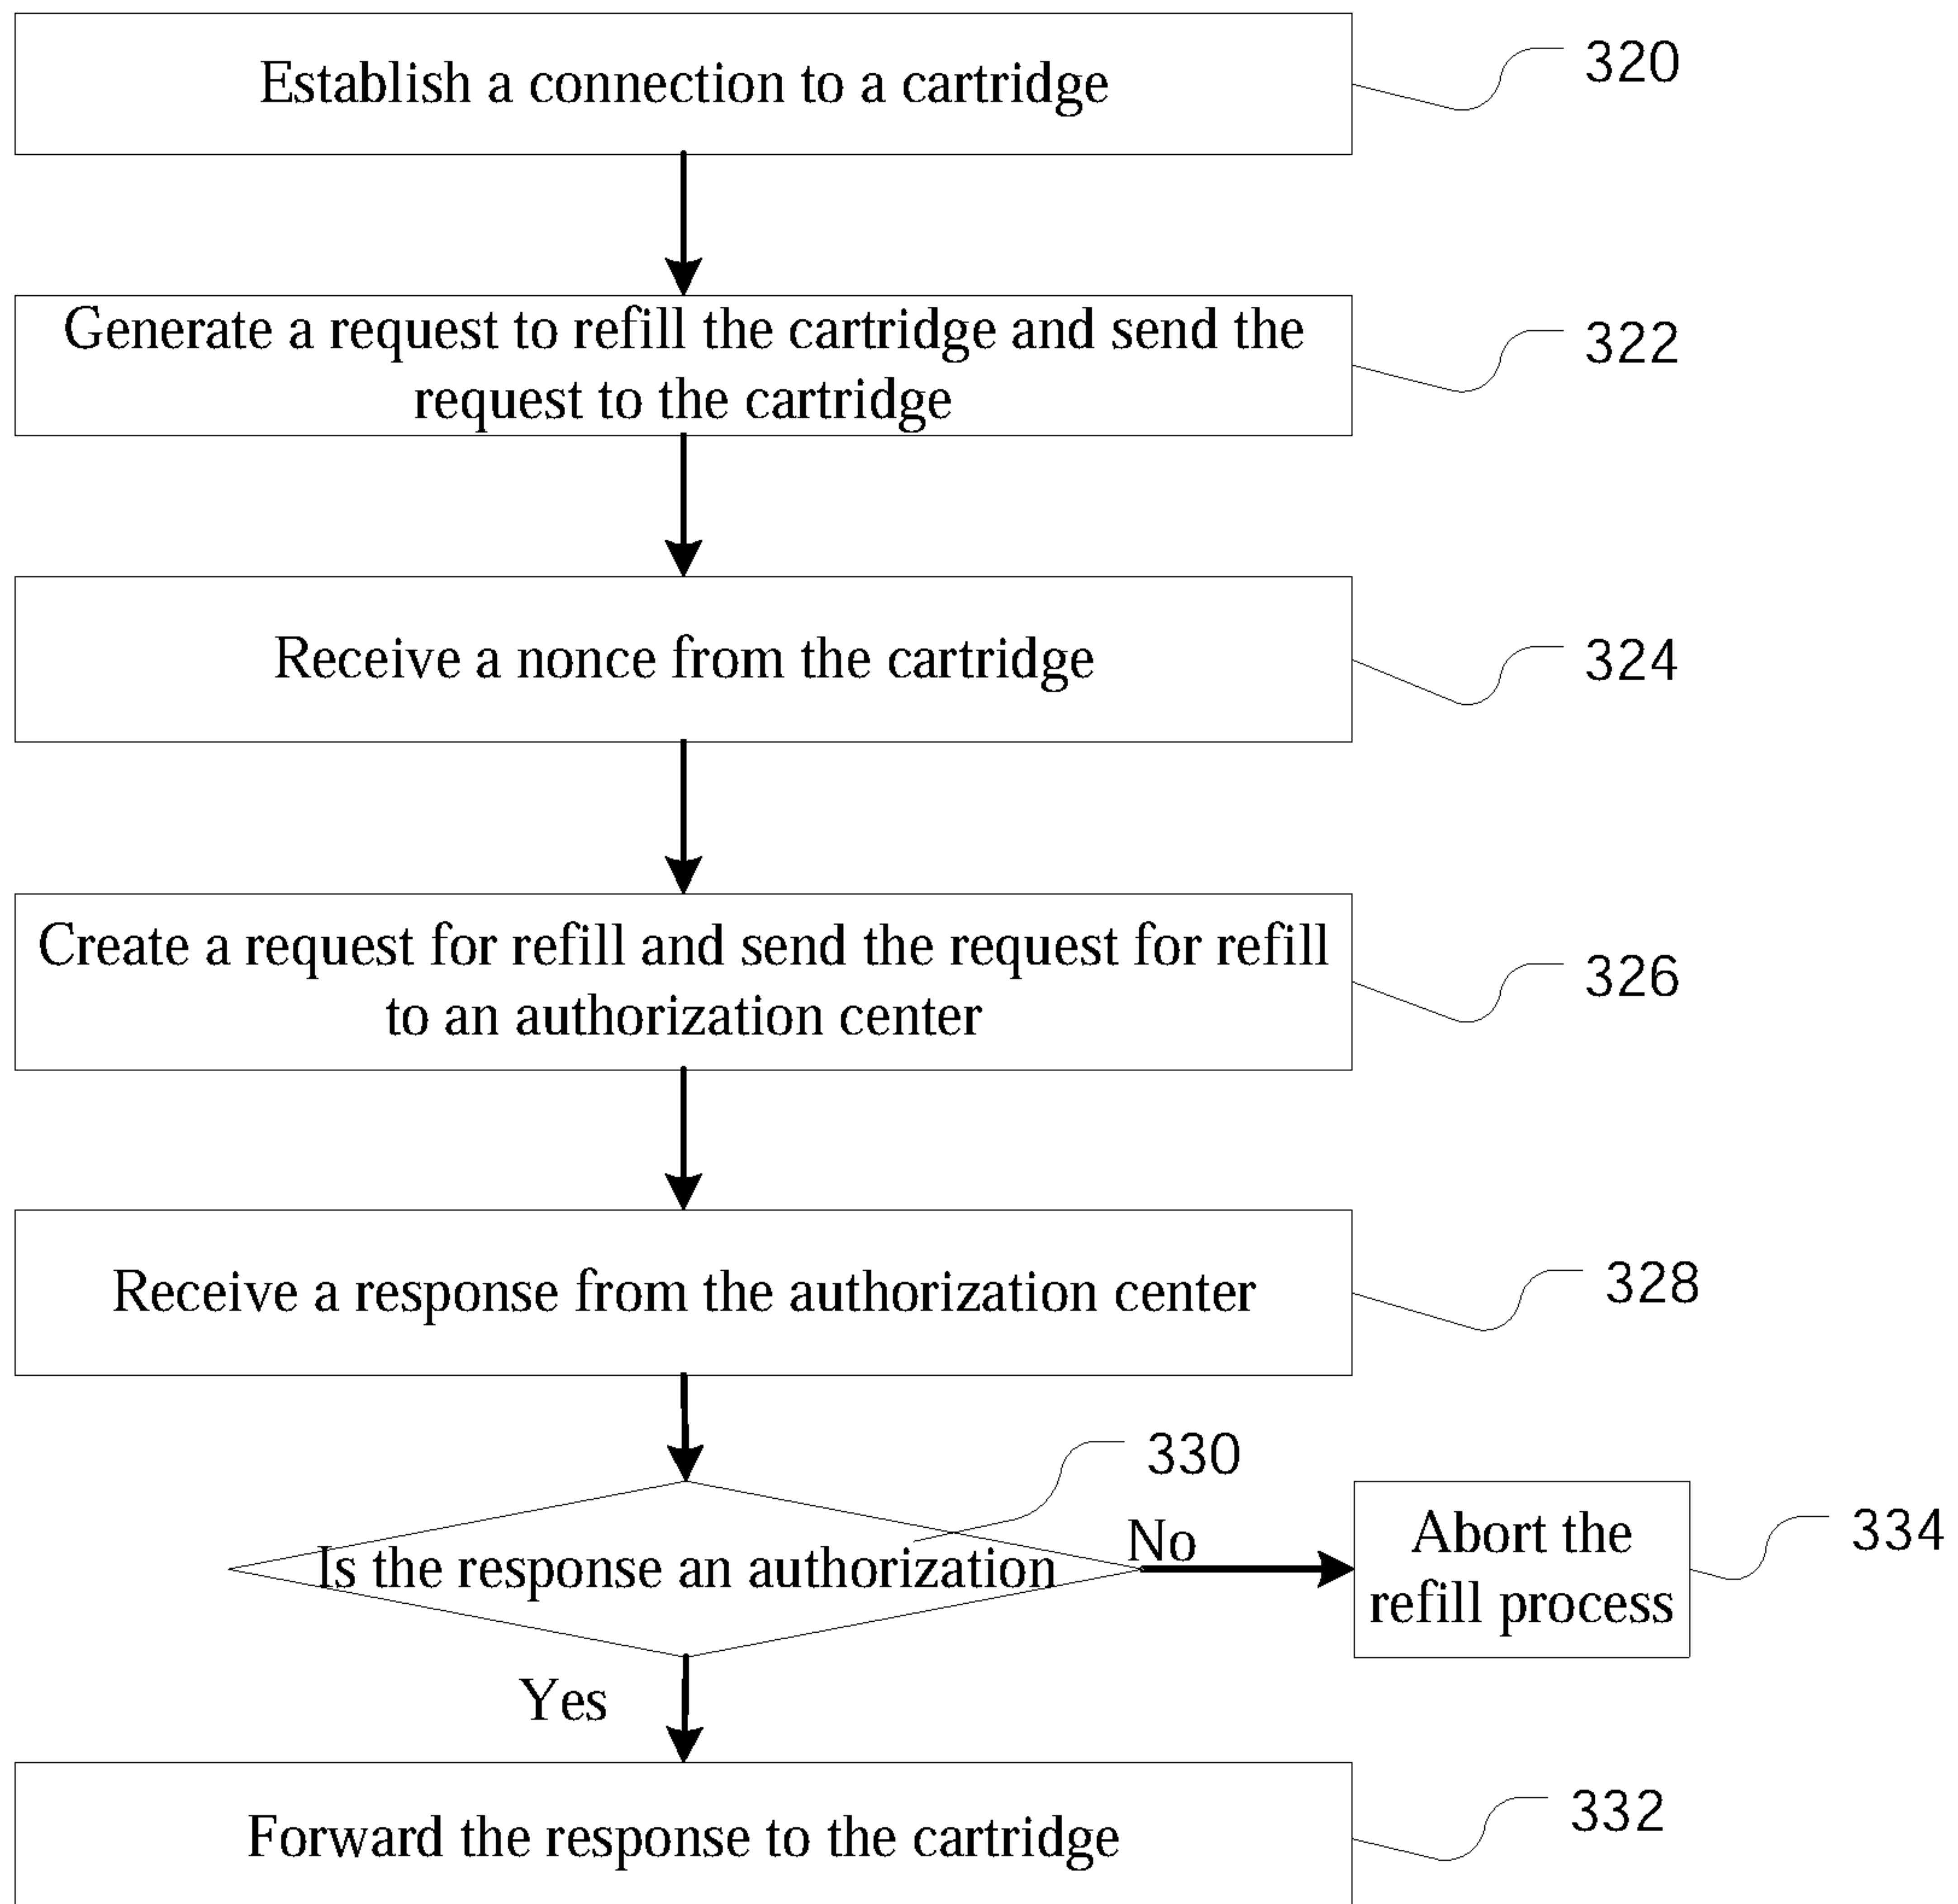 Establish a connection to a cartridge
320
Generate a request to refill the cartridge and send the
request to the cartridge
322
Receive a nonce from the cartridge
324
Create a request for refill and send the request for refill
to an authorization center
326
Receive a response from the authorization center
328
330
Is the response an authorization
No
Abort the
refill process
334
Yes
Forward the response to the cartridge
332